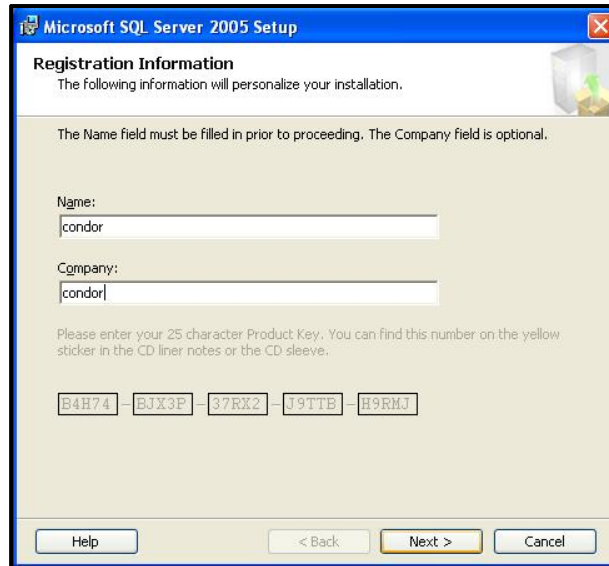 Microsoft SQL Server 2005 Setup
Registration Information
The following information will personalize your installation.
The Name field must be filled in prior to proceeding. The Company field is optional.
Name:
condor
Company:
condor
Please enter your 25 character Product Key. You can find this number on the yellow
sticker in the CD liner notes or the CD sleeve.
B4H74 - BJX3P - 37RX2 - J9TTB - H9RMJ
Help
< Back
Next >
Cancel